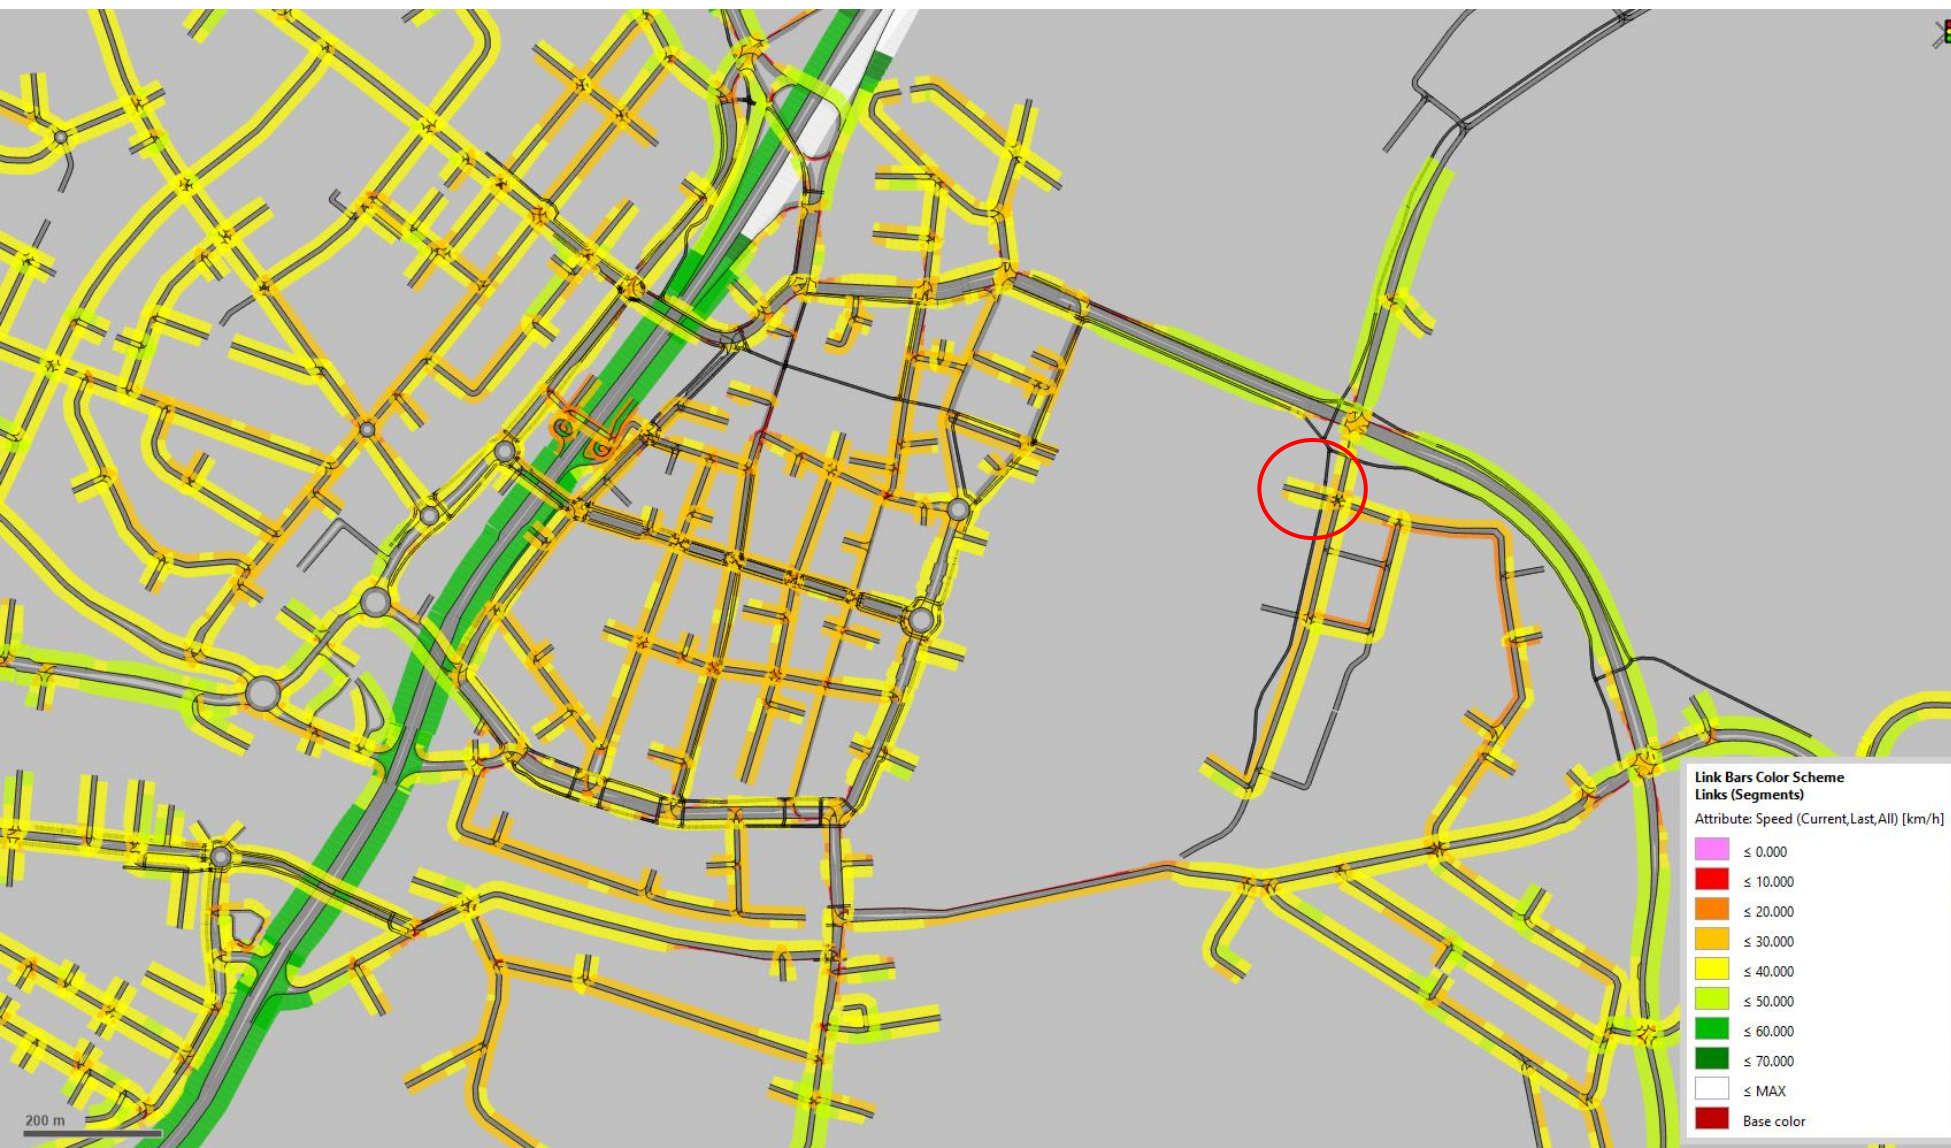 Link Bars Color Scheme
Links (Segments)
Attribute: Speed (Current,Last,All) [km/h]
≤ 0.000
≤ 10.000
≤ 20.000
≤ 30.000
≤ 40.000
≤ 50.000
≤ 60.000
≤ 70.000
≤ MAX
Base color
200 m